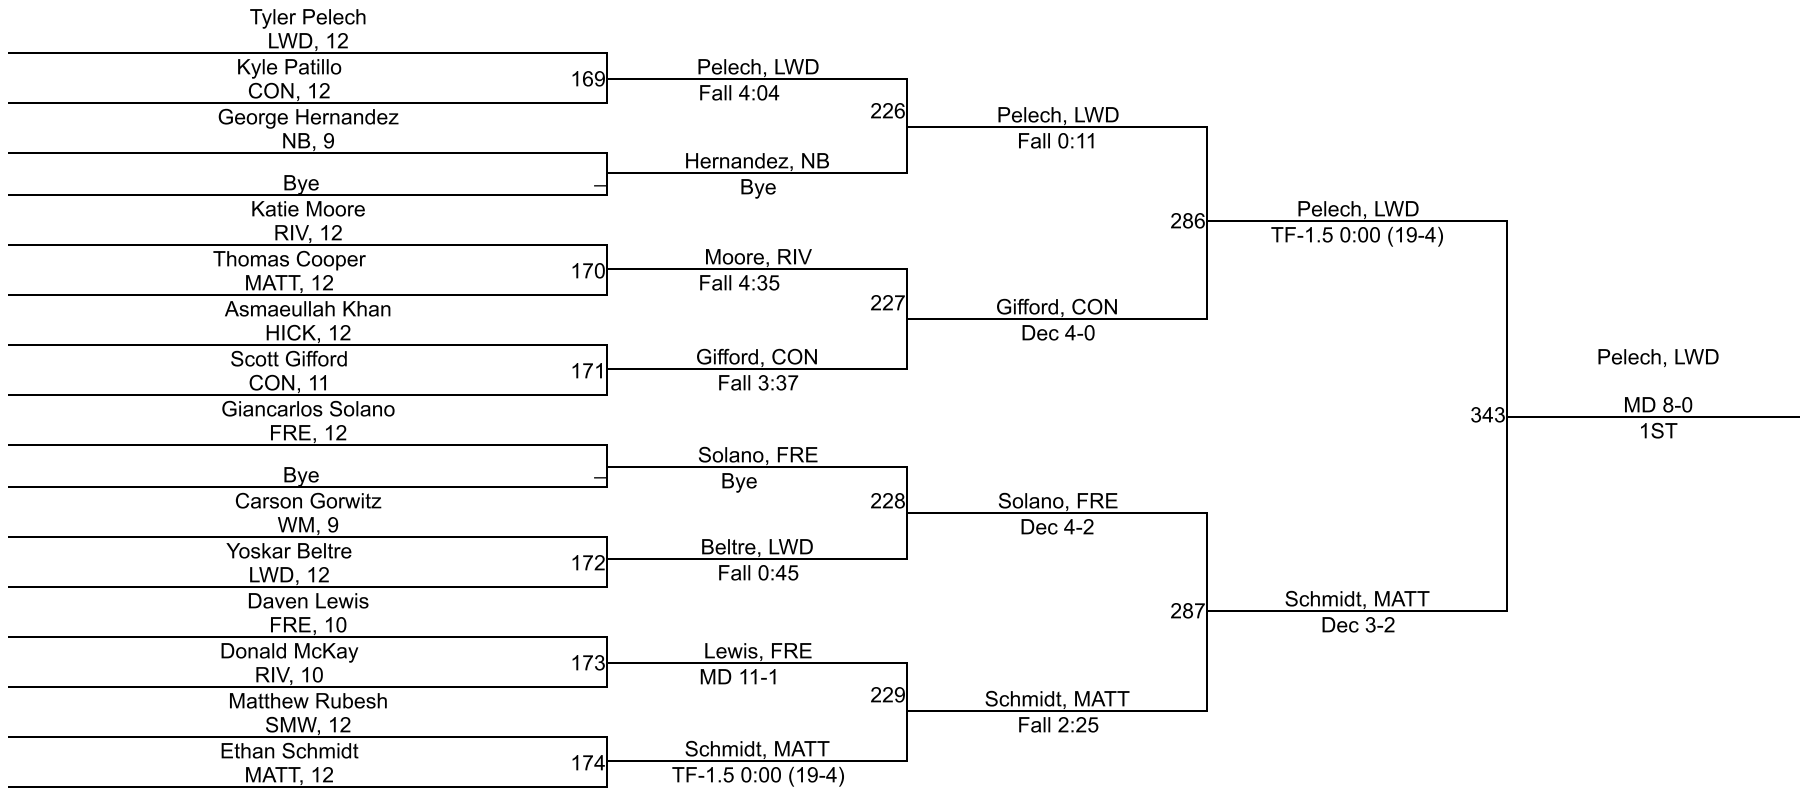 Tyler Pelech
LWD, 12
Kyle Patillo
CON, 12
169
George Hernandez
NB, 9
Bye
Katie Moore
RIV, 12
Thomas Cooper
MATT, 12
170
Asmaeullah Khan
HICK, 12
Scott Gifford
CON, 11
171
Giancarlos Solano
FRE, 12
Bye
Carson Gorwitz
WM, 9
Yoskar Beltre
LWD, 12
172
Daven Lewis
FRE, 10
Donald McKay
RIV, 10
173
Matthew Rubesh
SMW, 12
Ethan Schmidt
MATT, 12
174
Pelech, LWD
Fall 4:04
226
Hernandez, NB
Bye
Moore, RIV
Fall 4:35
227
Gifford, CON
Fall 3:37
Solano, FRE
Bye
228
Beltre, LWD
Fall 0:45
Lewis, FRE
MD 11-1
229
Schmidt, MATT
TF-1.5 0:00 (19-4)
Pelech, LWD
Fall 0:11
286
Gifford, CON
Dec 4-0
Solano, FRE
Dec 4-2
287
Schmidt, MATT
Fall 2:25
Pelech, LWD
TF-1.5 0:00 (19-4)
343
Schmidt, MATT
Dec 3-2
Pelech, LWD
MD 8-0
1ST